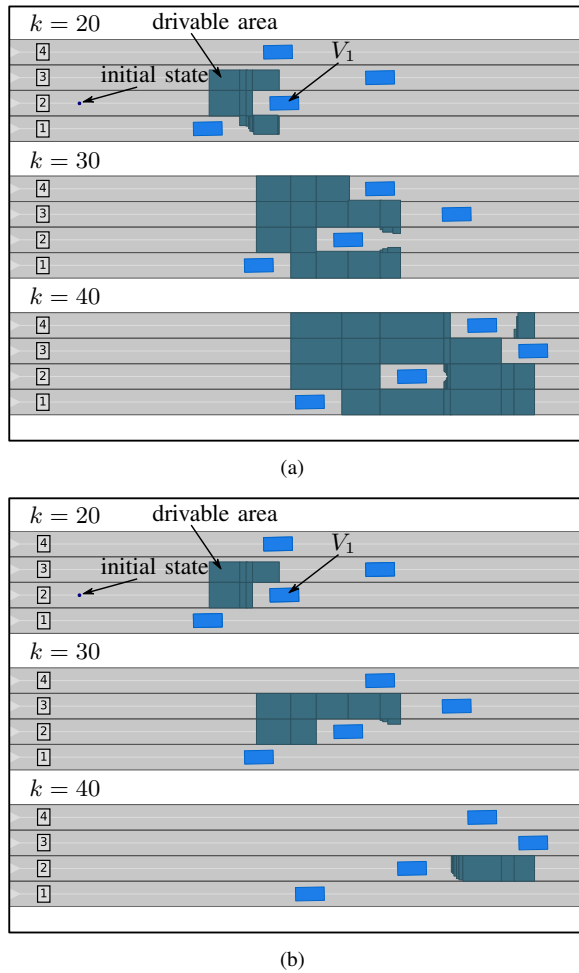 k = 20
drivable area
V₁
initial state
4
3
2
1
k = 30
4
3
2
1
k = 40
4
3
2
1
(a)
k = 20
drivable area
V₁
initial state
4
3
2
1
k = 30
4
3
2
1
k = 40
4
3
2
1
(b)